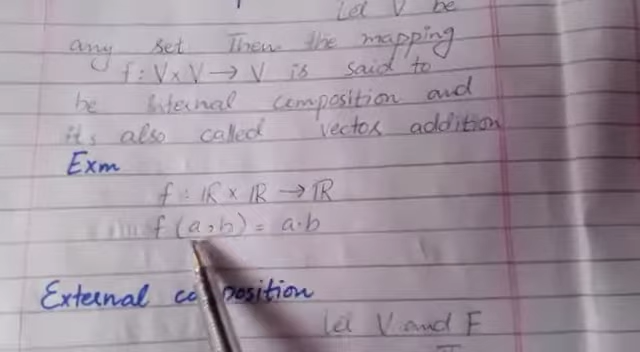 Let V be
any set Then the mapping
f : V × V → V is said to
be Internal composition and
it's also called vector addition
Exm
f : ℝ × ℝ → ℝ
f (a, b) = a·b
External composition
Let V and F